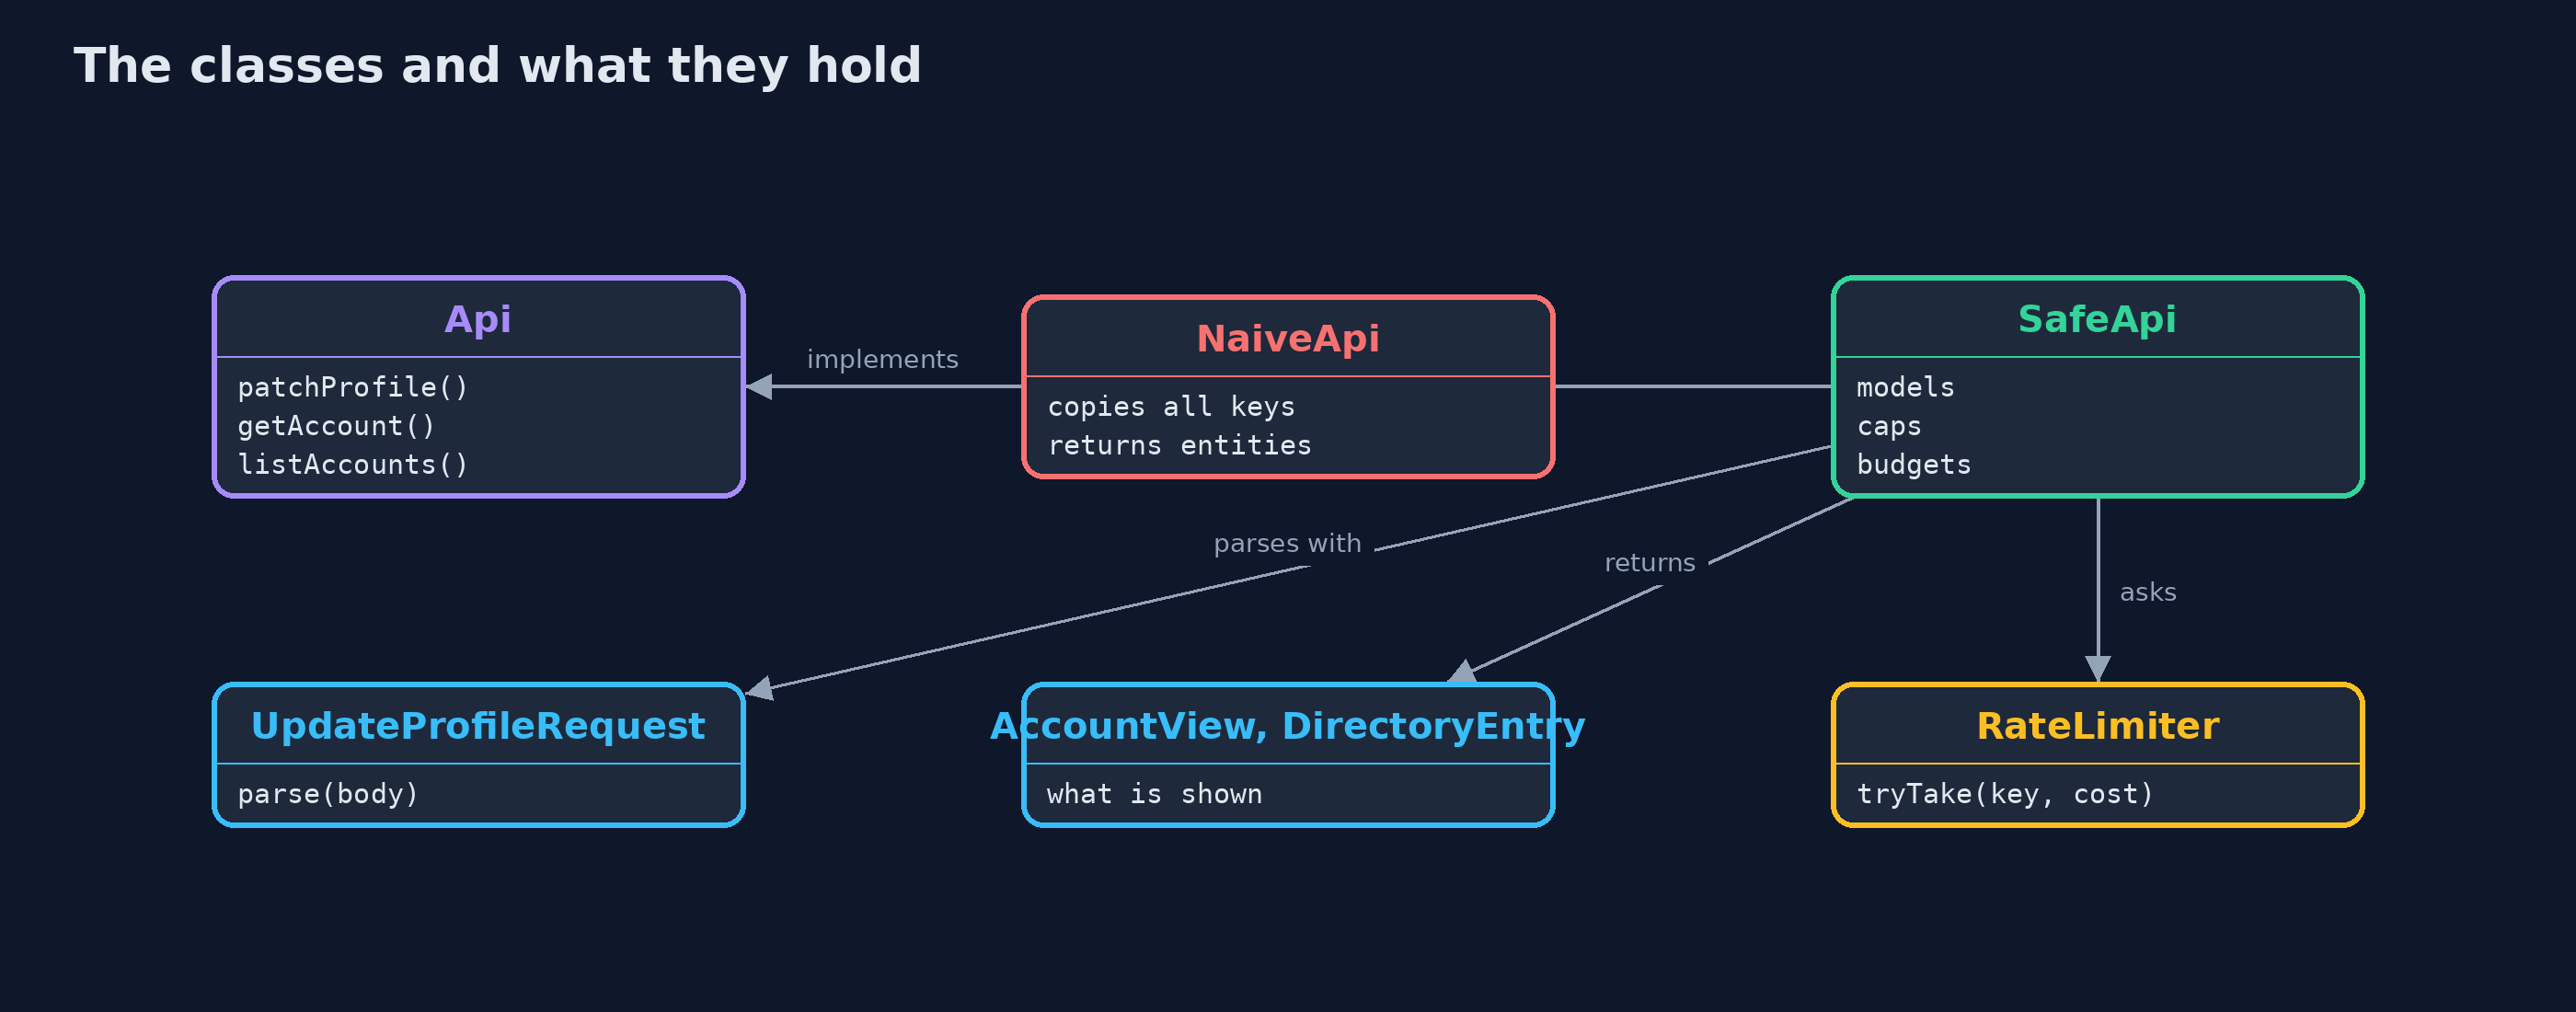 The classes and what they hold
Api
patchProfile()
getAccount()
listAccounts()
implements
NaiveApi
copies all keys
returns entities
SafeApi
models
caps
budgets
parses with
returns
asks
UpdateProfileRequest
parse(body)
AccountView, DirectoryEntry
what is shown
RateLimiter
tryTake(key, cost)